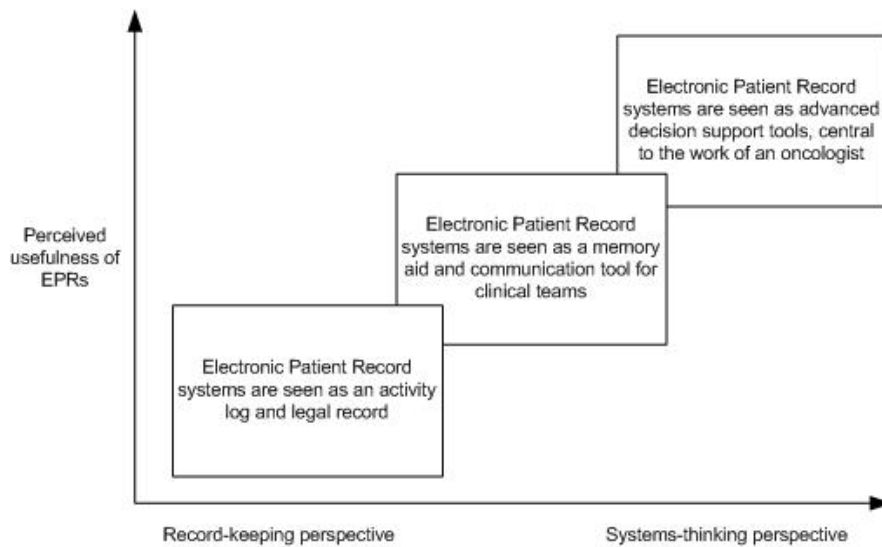 Electronic Patient Record
systems are seen as advanced
decision support tools, central
to the work of an oncologist
Electronic Patient Record
systems are seen as a memory
aid and communication tool for
clinical teams
Perceived
usefulness of
EPRs
Electronic Patient Record
systems are seen as an activity
log and legal record
Record-keeping perspective
Systems-thinking perspective